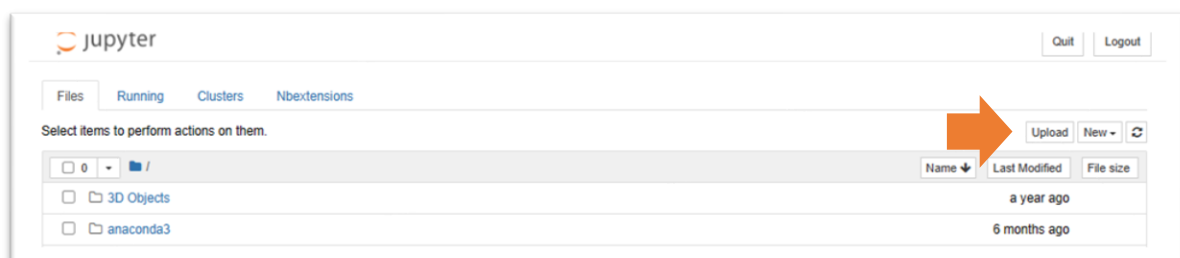 jupyter
Quit Logout
Files Running Clusters Nbextensions
Select items to perform actions on them.
Upload New
0 /
Name Last Modified File size
3D Objects a year ago
anaconda3 6 months ago